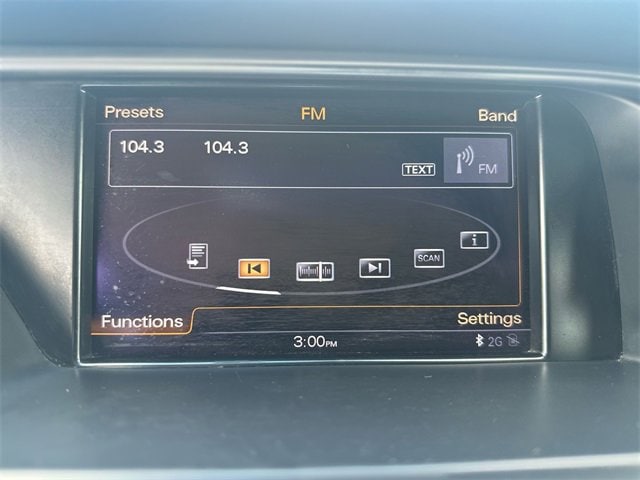 Presets FM Band
104.3 104.3
TEXT FM
i
SCAN
Functions Settings
3:00PM 2G